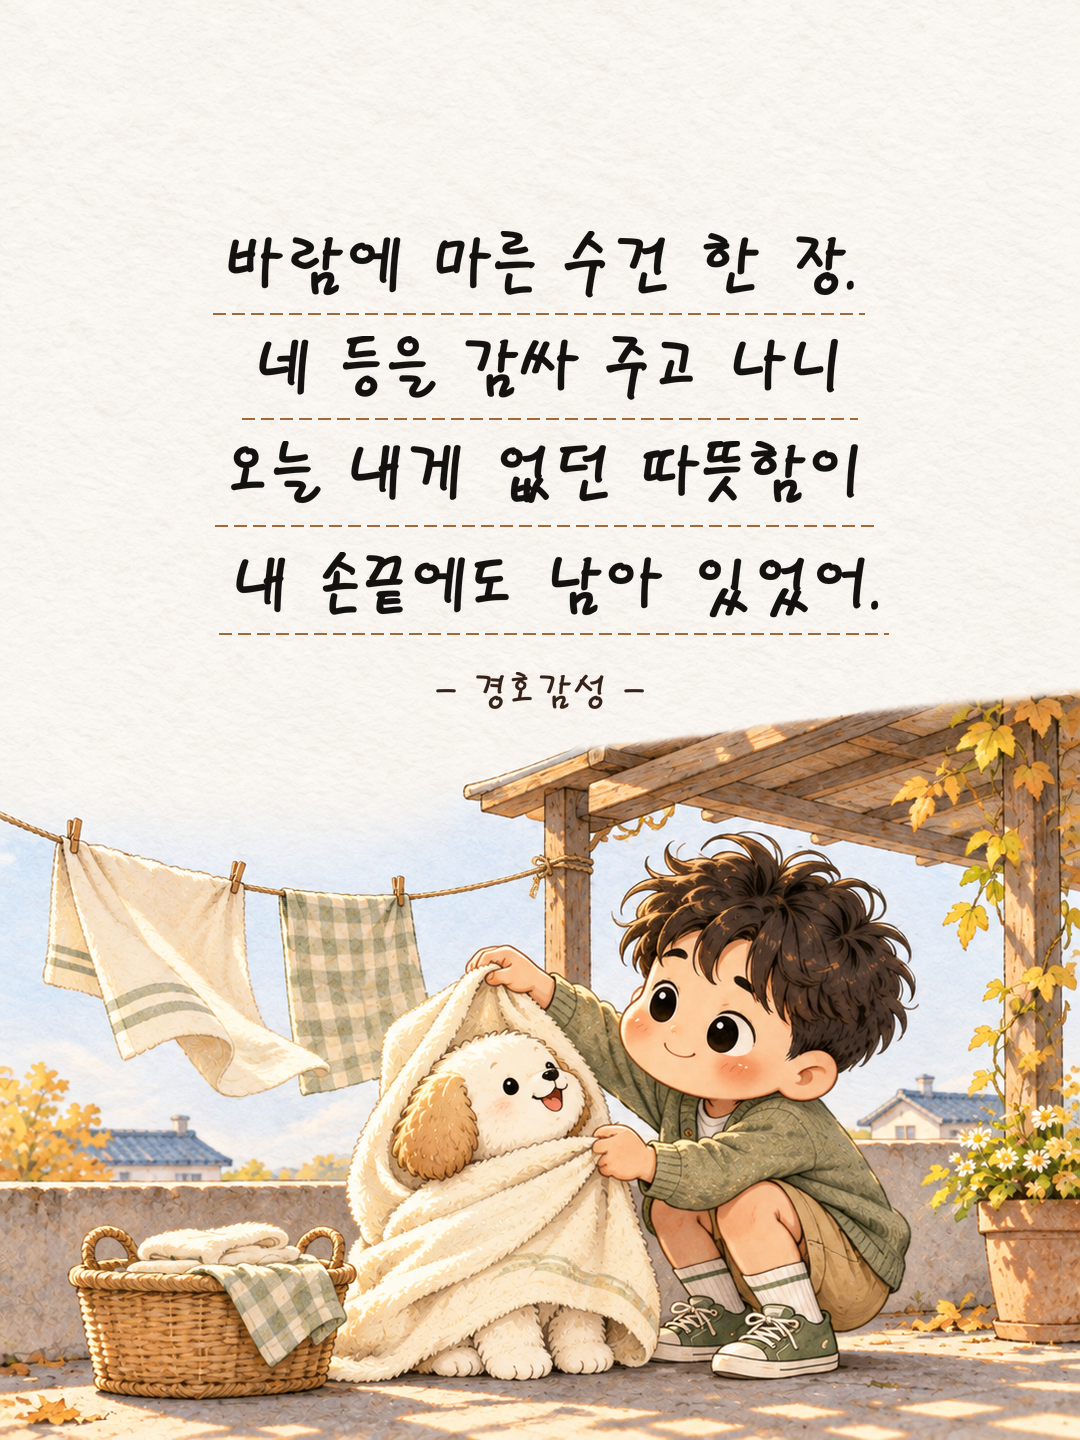 바람에 마른 수건 한 장.
네 등을 감싸 주고 나니
오늘 내게 없던 따뜻함이
내 손끝에도 남아 있었어.
- 경호감성 -